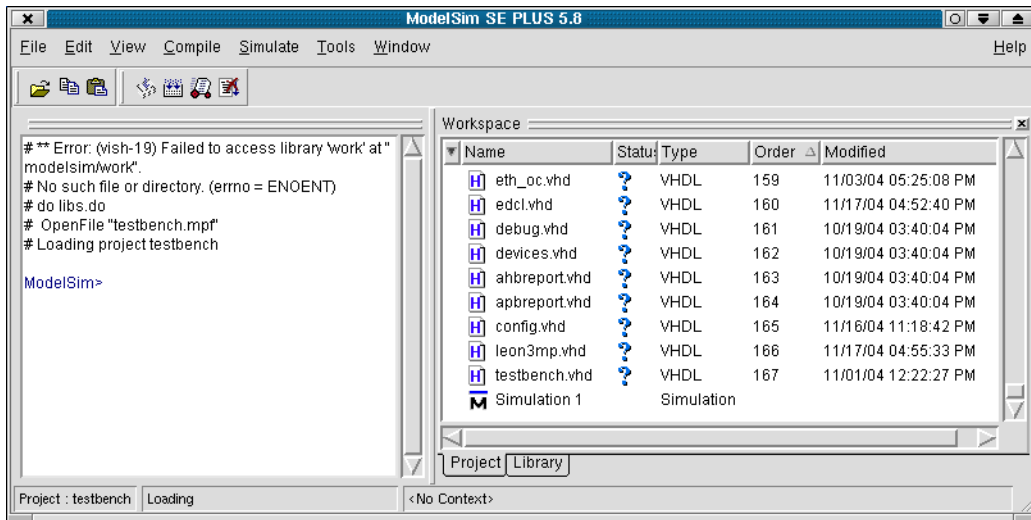 ModelSim SE PLUS 5.8
File Edit View Compile Simulate Tools Window Help
# ** Error: (vish-19) Failed to access library 'work' at "
modelsim/work".
# No such file or directory. (errno = ENOENT)
# do libs.do
#  OpenFile "testbench.mpf"
# Loading project testbench
ModelSim>
Workspace
Name Status Type Order Modified
eth_oc.vhd ? VHDL 159 11/03/04 05:25:08 PM
edcl.vhd ? VHDL 160 11/17/04 04:52:40 PM
debug.vhd ? VHDL 161 10/19/04 03:40:04 PM
devices.vhd ? VHDL 162 10/19/04 03:40:04 PM
ahbreport.vhd ? VHDL 163 10/19/04 03:40:04 PM
apbreport.vhd ? VHDL 164 10/19/04 03:40:04 PM
config.vhd ? VHDL 165 11/16/04 11:18:42 PM
leon3mp.vhd ? VHDL 166 11/17/04 04:55:33 PM
testbench.vhd ? VHDL 167 11/01/04 12:22:27 PM
M Simulation 1 Simulation
Project Library
Project : testbench Loading <No Context>